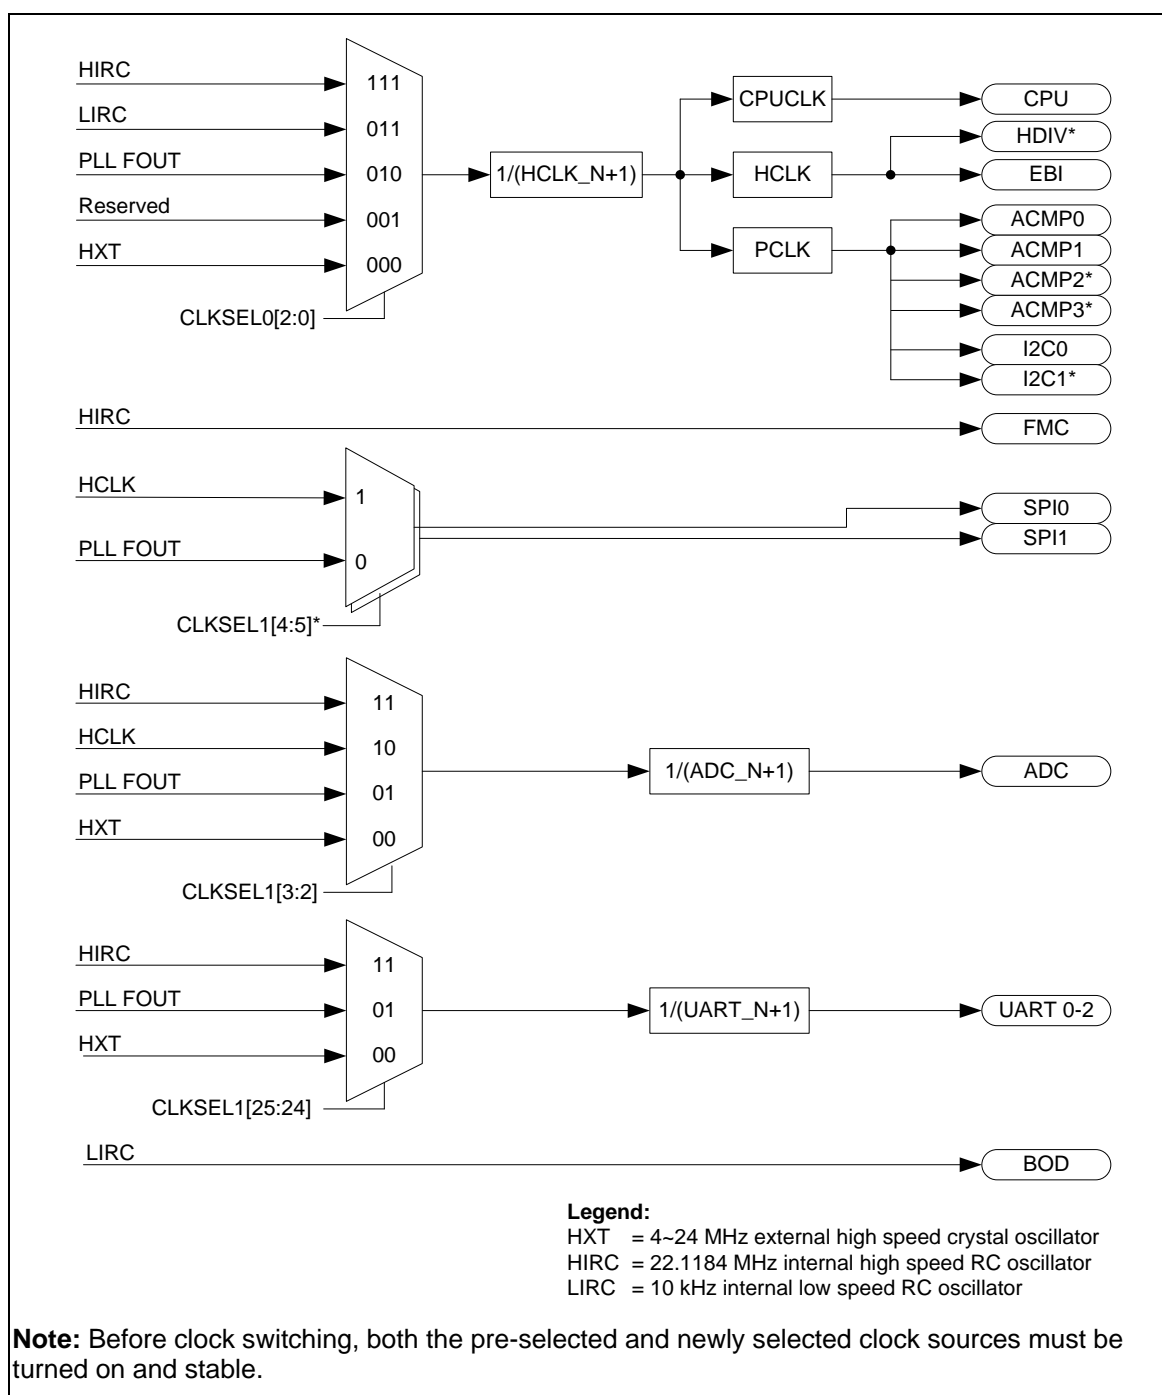 HIRC
LIRC
PLL FOUT
Reserved
HXT
111
011
010
001
000
CLKSEL0[2:0]
1/(HCLK_N+1)
CPUCLK
HCLK
PCLK
CPU
HDIV*
EBI
ACMP0
ACMP1
ACMP2*
ACMP3*
I2C0
I2C1*
HIRC
FMC
HCLK
PLL FOUT
1
0
CLKSEL1[4:5]*
SPI0
SPI1
HIRC
HCLK
PLL FOUT
HXT
11
10
01
00
CLKSEL1[3:2]
1/(ADC_N+1)
ADC
HIRC
PLL FOUT
HXT
11
01
00
CLKSEL1[25:24]
1/(UART_N+1)
UART 0-2
LIRC
BOD
Legend:
HXT = 4~24 MHz external high speed crystal oscillator
HIRC = 22.1184 MHz internal high speed RC oscillator
LIRC = 10 kHz internal low speed RC oscillator
Note: Before clock switching, both the pre-selected and newly selected clock sources must be
turned on and stable.